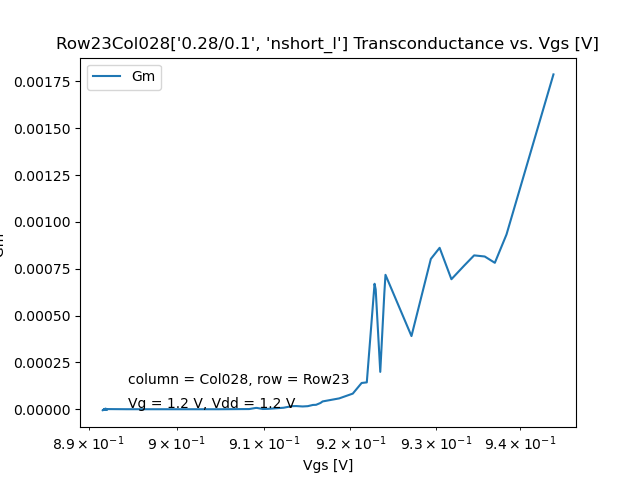 Row23Col028['0.28/0.1', 'nshort_l'] Transconductance vs. Vgs [V]
Gm
0.00175
0.00150
0.00125
0.00100
0.00075
0.00050
0.00025
0.00000
column = Col028, row = Row23
Vg = 1.2 V, Vdd = 1.2 V
8.9 × 10⁻¹ 9 × 10⁻¹ 9.1 × 10⁻¹ 9.2 × 10⁻¹ 9.3 × 10⁻¹ 9.4 × 10⁻¹
Vgs [V]